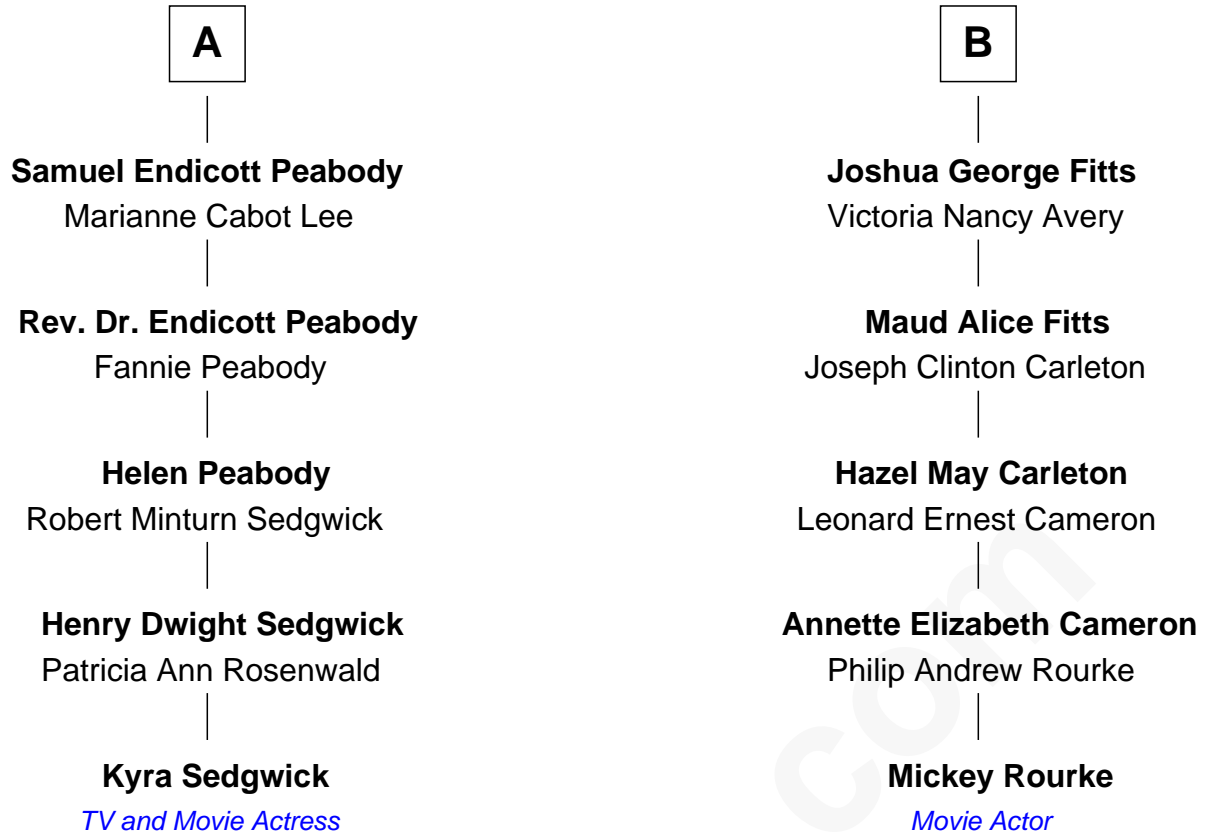 A
Samuel Endicott Peabody
Marianne Cabot Lee
Rev. Dr. Endicott Peabody
Fannie Peabody
Helen Peabody
Robert Minturn Sedgwick
Henry Dwight Sedgwick
Patricia Ann Rosenwald
Kyra Sedgwick
TV and Movie Actress
B
Joshua George Fitts
Victoria Nancy Avery
Maud Alice Fitts
Joseph Clinton Carleton
Hazel May Carleton
Leonard Ernest Cameron
Annette Elizabeth Cameron
Philip Andrew Rourke
Mickey Rourke
Movie Actor
com